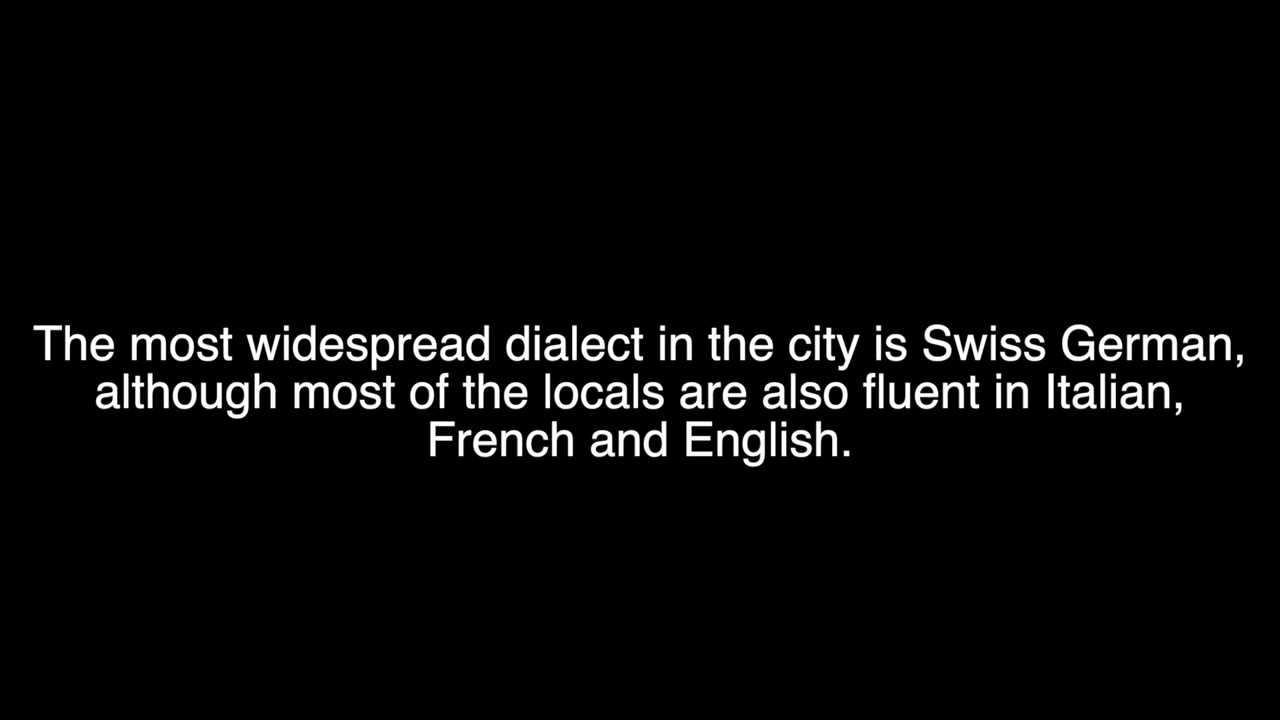 The most widespread dialect in the city is Swiss German,
although most of the locals are also fluent in Italian,
French and English.